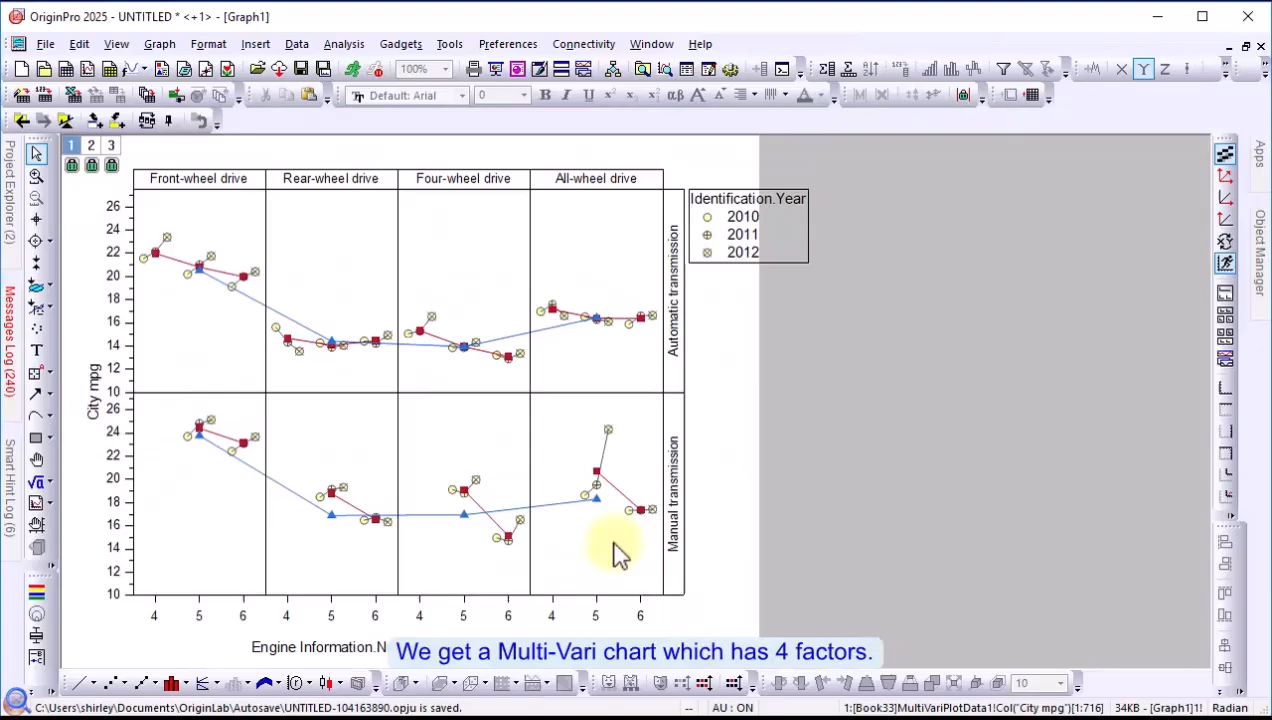 OriginPro 2025 - UNTITLED * <+1> - [Graph1]
File Edit View Graph Format Insert Data Analysis Gadgets Tools Preferences Connectivity Window Help
100%
Default: Arial 0 B I U
1 2 3
Project Explorer (2)
Messages Log (240)
Smart Hint Log (6)
Apps
Object Manager
Front-wheel drive Rear-wheel drive Four-wheel drive All-wheel drive
Identification.Year
2010
2011
2012
26
24
22
20
18
16
14
12
10
Automatic transmission
City mpg
26
24
22
20
18
16
14
12
10
Manual transmission
4 5 6 4 5 6 4 5 6 4 5 6
Engine Information.N
We get a Multi-Vari chart which has 4 factors.
10
C:\Users\shirley\Documents\OriginLab\Autosave\UNTITLED-104163890.opju is saved. -- AU : ON 1:[Book33]MultiVariPlotData1!Col("City mpg")[1:716] 34KB - [Graph1]1! Radian